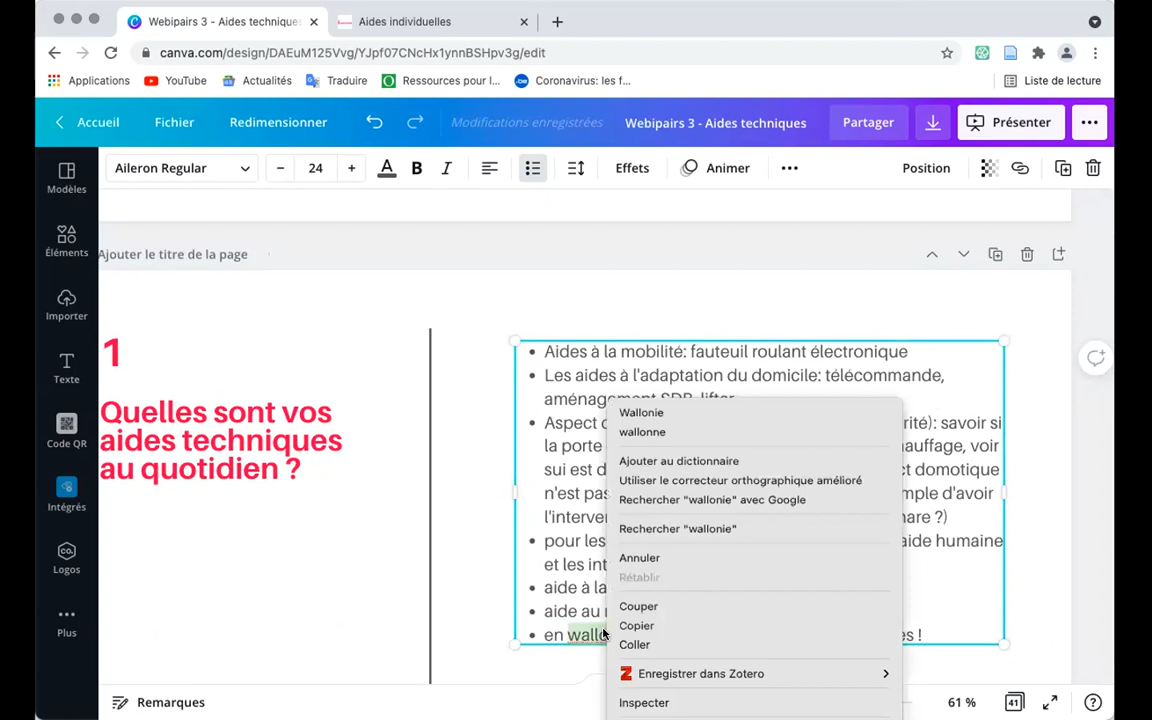 Webipairs 3 - Aides techniques
Aides individuelles
canva.com/design/DAEuM125Vvg/YJpf07CNcHx1ynnBSHpv3g/edit
Applications YouTube Actualités Traduire Ressources pour l... Coronavirus: les f... Liste de lecture
Accueil Fichier Redimensionner Modifications enregistrées Webipairs 3 - Aides techniques Partager Présenter
Aileron Regular 24 A B I Effets Animer Position
Modèles
Éléments
Importer
Texte
Code QR
Intégrés
CO.
Logos
Plus
Ajouter le titre de la page
1
Quelles sont vos
aides techniques
au quotidien ?
Aides à la mobilité: fauteuil roulant électronique
Les aides à l'adaptation du domicile: télécommande,
aménagement SDB, lifter
Aspect rité): savoir si
la porte auffage, voir
sui est ct domotique
n'est pas mple d'avoir
l'interven nare ?)
pour les aide humaine
et les int
aide à la
aide au
en wallo es !
Wallonie
wallonne
Ajouter au dictionnaire
Utiliser le correcteur orthographique amélioré
Rechercher "wallonie" avec Google
Rechercher "wallonie"
Annuler
Rétablir
Couper
Copier
Coller
Z Enregistrer dans Zotero
Inspecter
Remarques
61 %
41